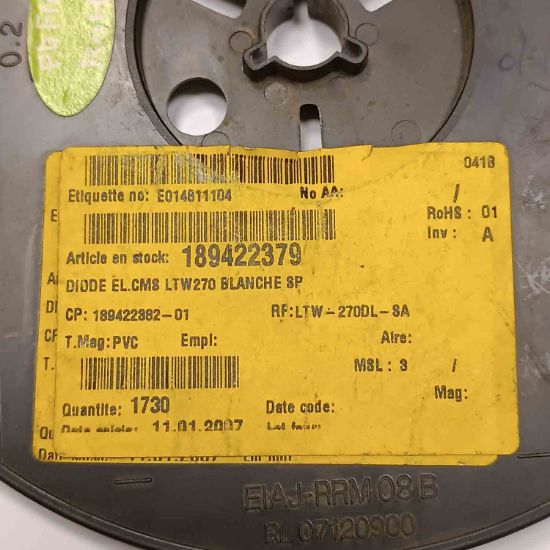 0.2
0418
Etiquette no: E014811104 No AA: /
RoHS : 01
Inv : A
Article en stock: 189422379
DIODE EL.CMS LTW270 BLANCHE SP
CP: 189422382-01 RF:LTW-270DL-SA
T.Mag:PVC Empl: Aire:
MSL : 3 /
Mag:
Quantite: 1730 Date code:
11.01.2007
EIAJ-RRM 08 B
RL 07120900